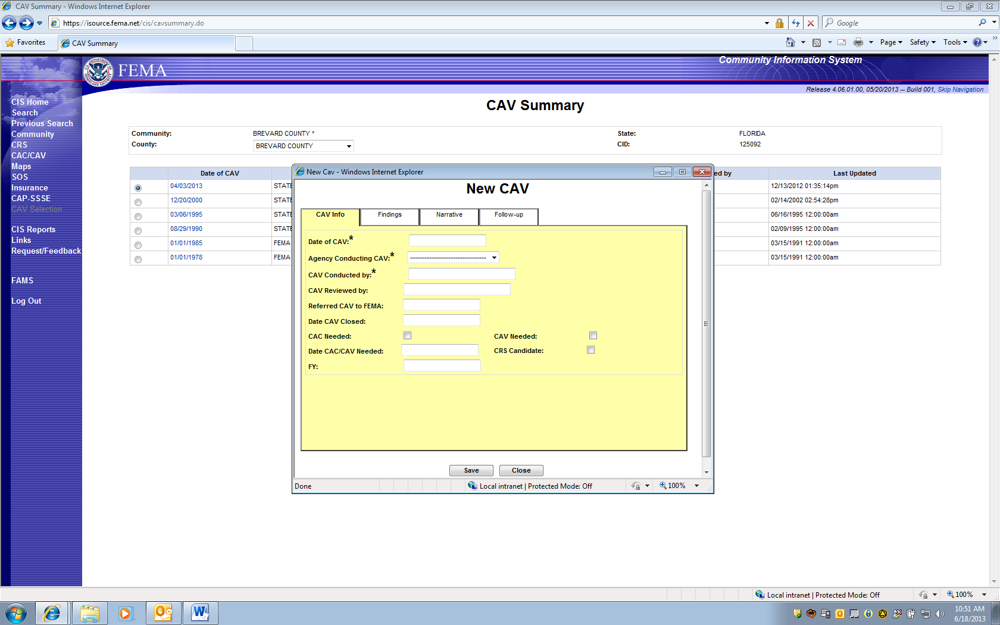 CAV Summary - Windows Internet Explorer
https://isource.fema.net/cis/cavsummary.do
Google
Favorites
CAV Summary
Page
Safety
Tools
FEMA
Community Information System
Release 4.06.01.00, 05/20/2013 -- Build 001, Skip Navigation
CIS Home
Search
Previous Search
Community
CRS
CAC/CAV
Maps
SOS
Insurance
CAP-SSSE
CAV Selection
CIS Reports
Links
Request/Feedback
FAMS
Log Out
CAV Summary
Community: BREVARD COUNTY * State: FLORIDA
County: BREVARD COUNTY CID: 125092
Date of CAV ed by Last Updated
04/03/2013 STATE 12/13/2012 01:35:14pm
12/20/2000 STATE 02/14/2002 02:54:28pm
03/06/1995 STATE 06/16/1995 12:00:00am
08/29/1990 STATE 02/09/1995 12:00:00am
01/01/1985 FEMA 03/15/1991 12:00:00am
01/01/1978 FEMA 03/15/1991 12:00:00am
New Cav - Windows Internet Explorer
New CAV
CAV Info Findings Narrative Follow-up
Date of CAV:*
Agency Conducting CAV:* --------------------------------
CAV Conducted by:*
CAV Reviewed by:
Referred CAV to FEMA:
Date CAV Closed:
CAC Needed: CAV Needed:
Date CAC/CAV Needed: CRS Candidate:
FY:
Save Close
Done Local intranet | Protected Mode: Off 100%
Local intranet | Protected Mode: Off 100%
10:51 AM
6/18/2013